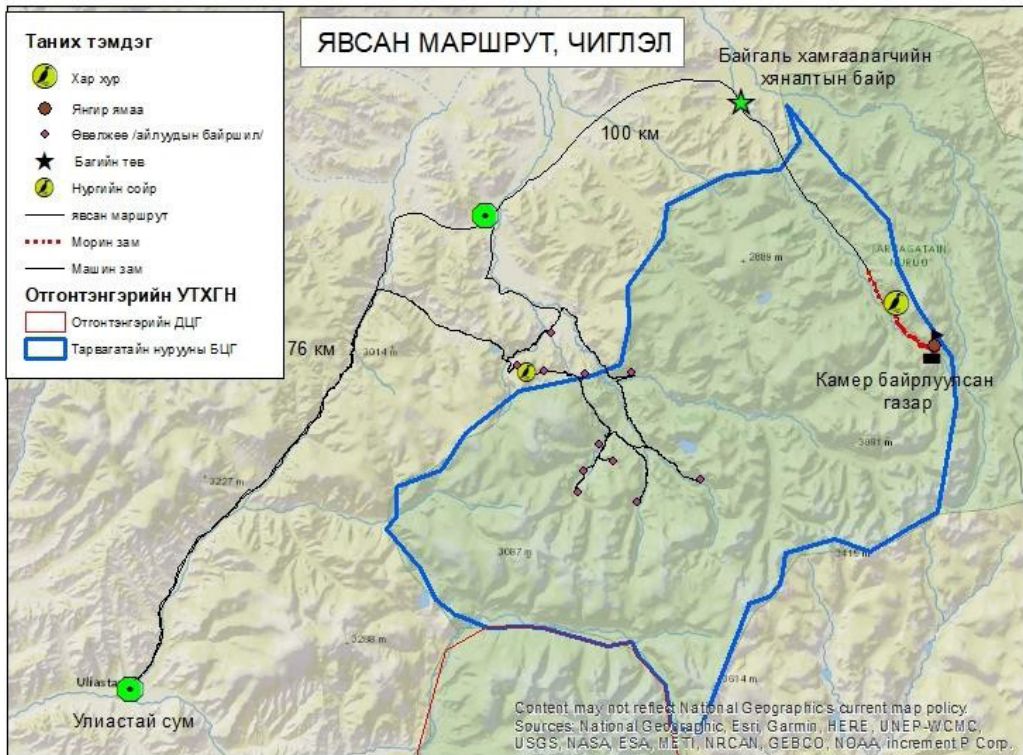 ЯВСАН МАРШРУТ, ЧИГЛЭЛ
Таних тэмдэг
Хар хур
Янгир ямаа
Өвөлжөө /айлуудын байршил/
Багийн төв
Нургийн сойр
явсан маршрут
Морин зам
Машин зам
Отгонтэнгэрийн УТХГН
Отгонтэнгэрийн ДЦГ
Тарвагатайн нурууны БЦГ
Байгаль хамгаалагчийн
хяналтын байр
100 км
2889 m
TARBAGATAIN
NURUU
76 км
3014 m
Камер байрлуулсан
газар
3081 m
3227 m
3087 m
3415 m
3288 m
3614 m
Uliasta
Улиастай сум
Content may not reflect National Geographic's current map policy.
Sources: National Geographic, Esri, Garmin, HERE, UNEP-WCMC,
USGS, NASA, ESA, METI, NRCAN, GEBCO, NOAA, increment P Corp.